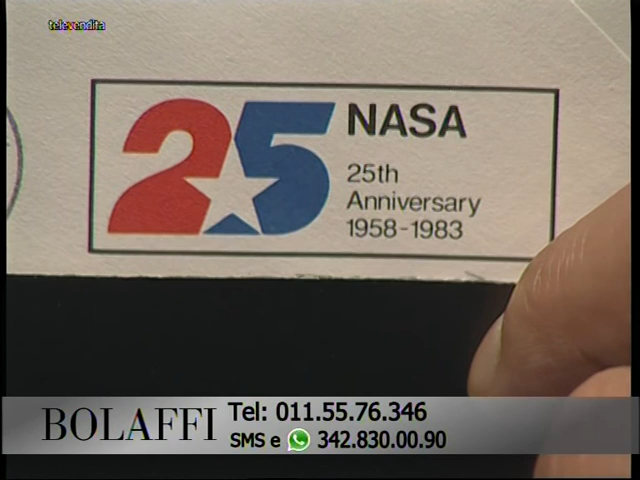 televendita
25 NASA
25th
Anniversary
1958-1983
BOLAFFI
Tel: 011.55.76.346
SMS e 342.830.00.90